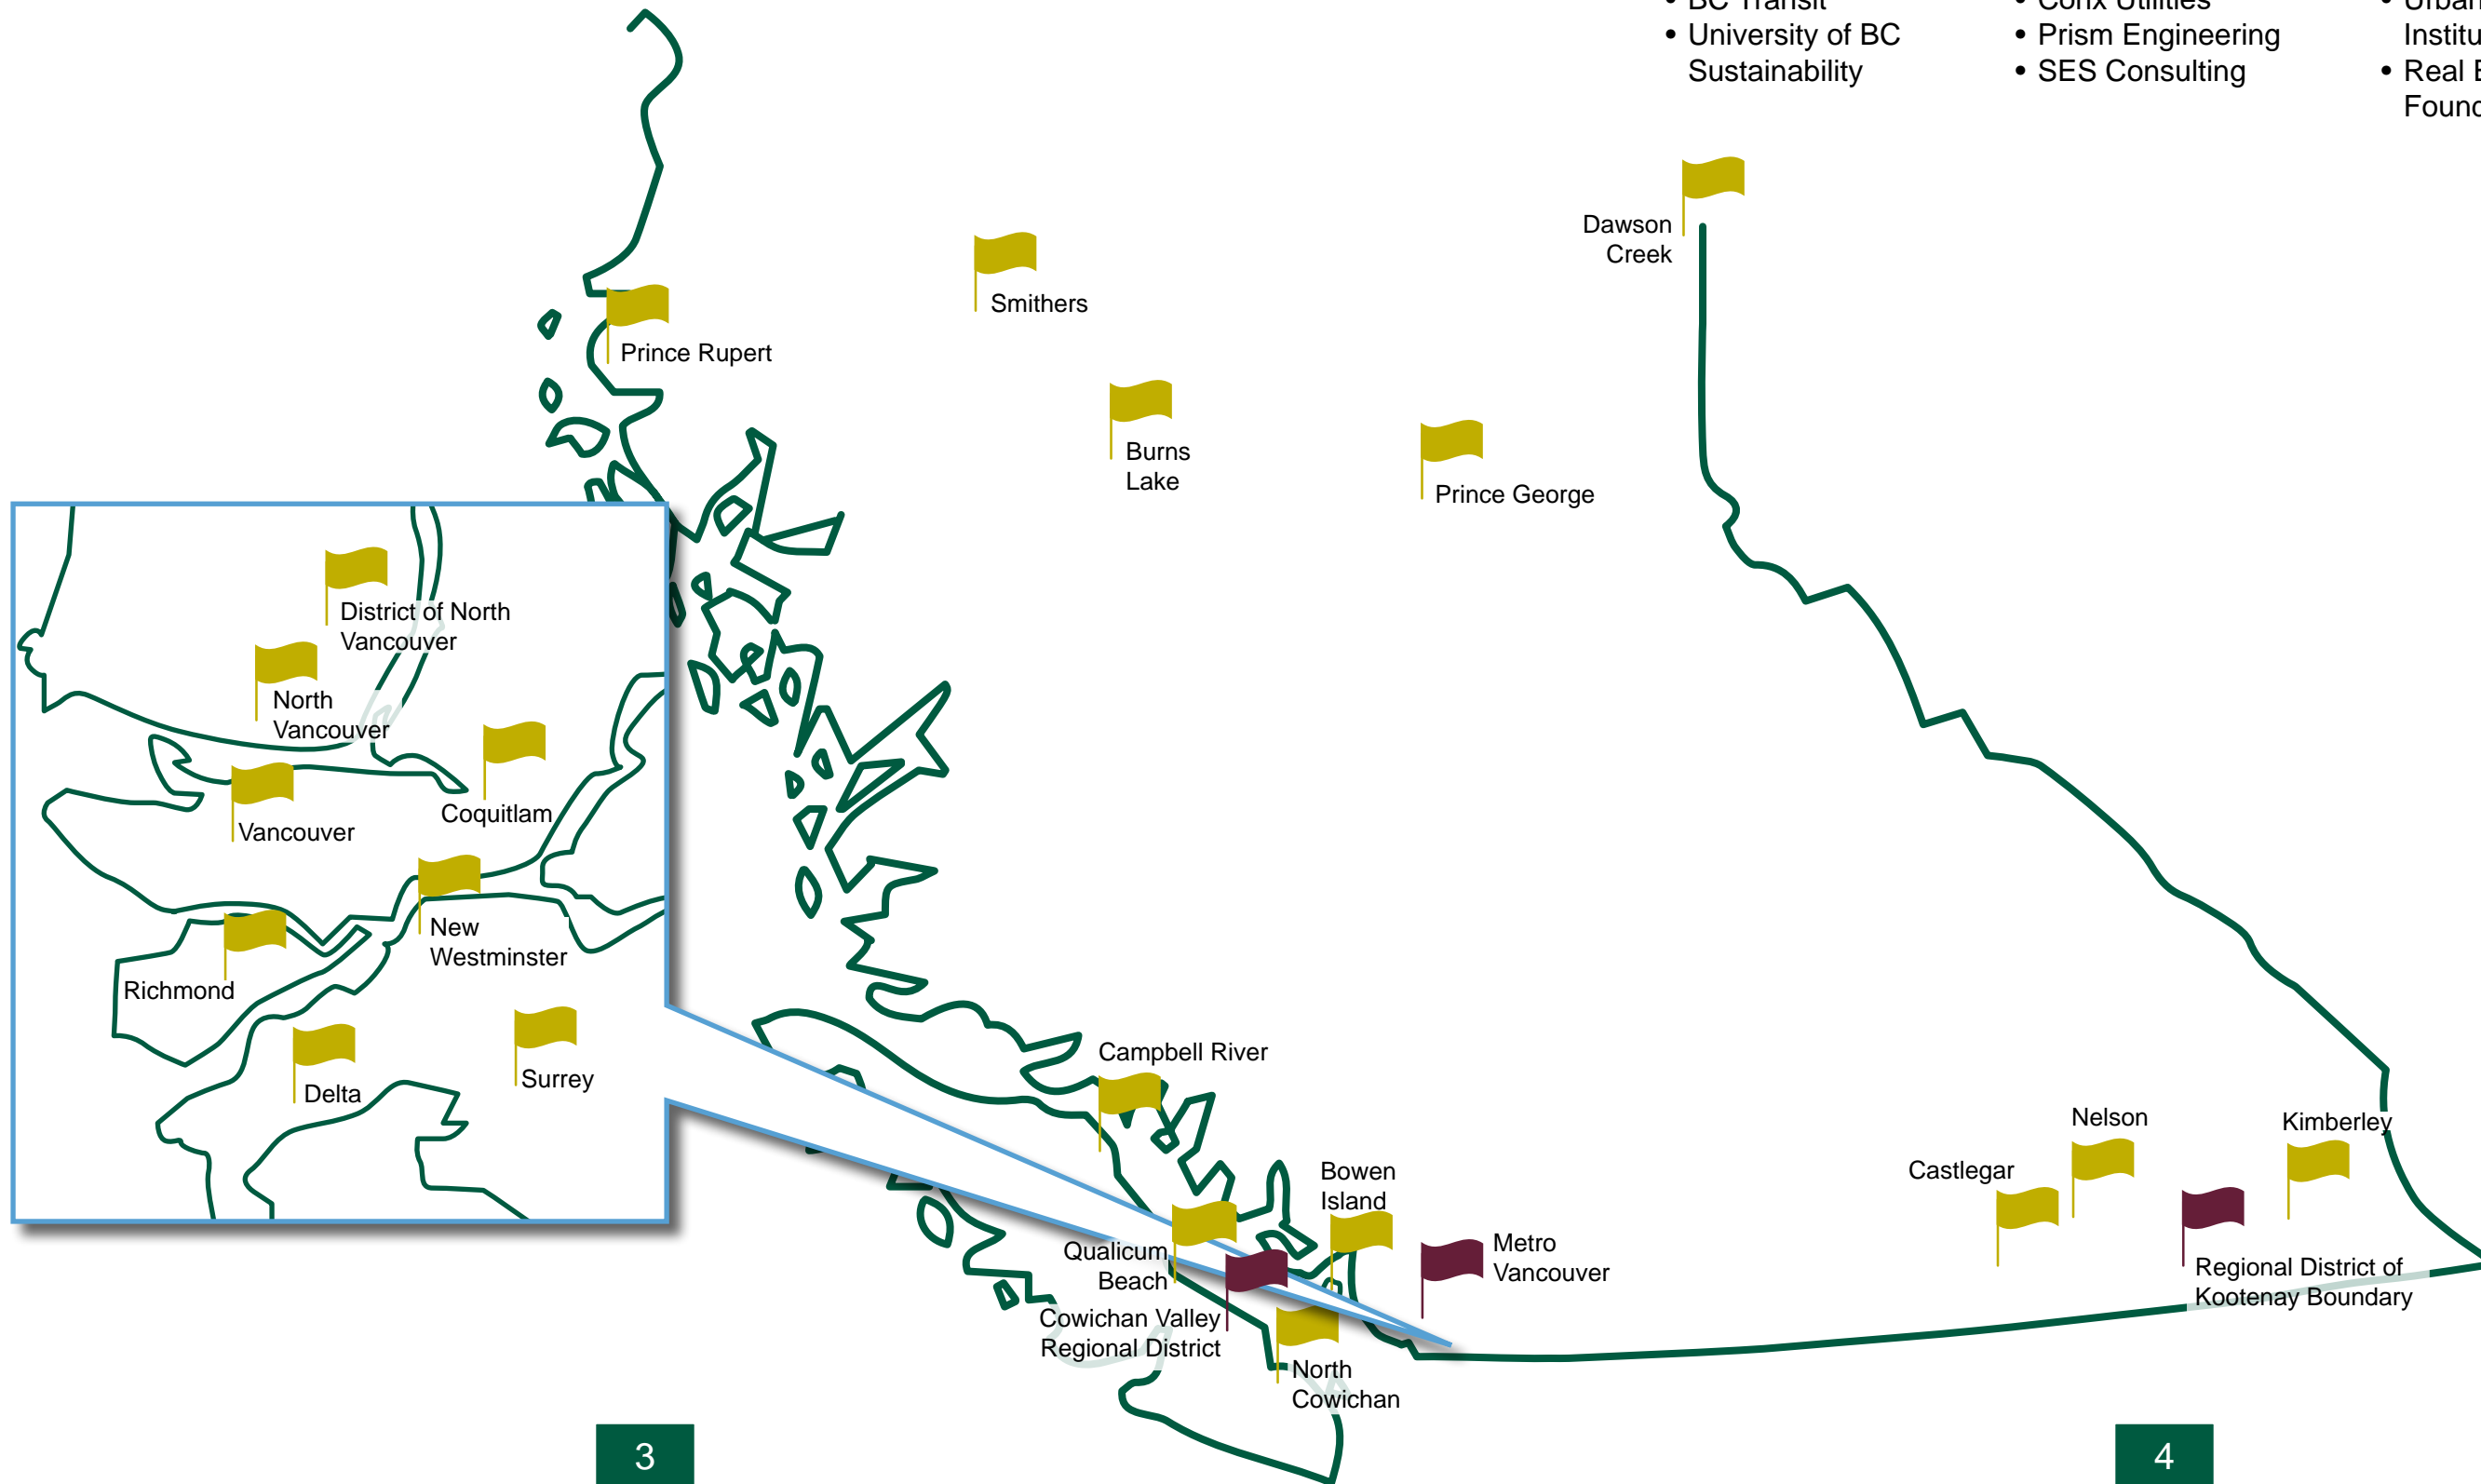 • BC Transit
• University of BC
Sustainability
• Corix Utilities
• Prism Engineering
• SES Consulting
• Urban
Institu
• Real E
Dawson
Creek
Smithers
Prince Rupert
Burns
Lake
Prince George
District of North
Vancouver
North
Vancouver
Coquitlam
Vancouver
New
Westminster
Richmond
Surrey
Delta
Campbell River
Nelson
Kimberley
Castlegar
Bowen
Island
Qualicum
Beach
Metro
Vancouver
Regional District of
Kootenay Boundary
Cowichan Valley
Regional District
North
Cowichan
3
4